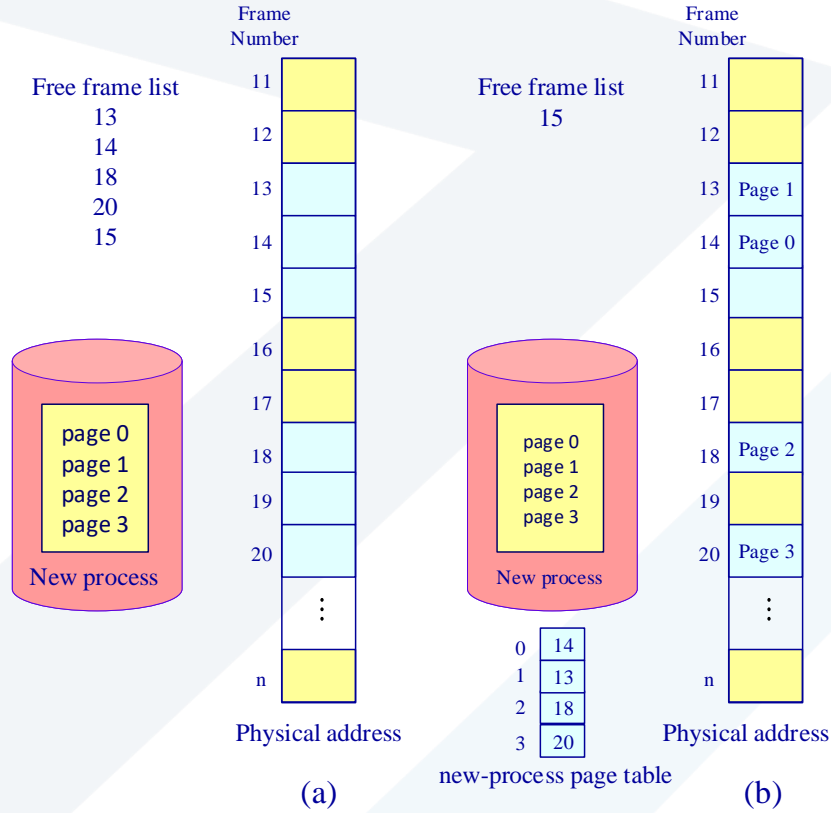 Frame
Number
Free frame list
13
14
18
20
15
11
12
13
14
15
16
17
18
19
20
⋮
n
page 0
page 1
page 2
page 3
New process
Physical address
(a)
Frame
Number
Free frame list
15
11
12
13 Page 1
14 Page 0
15
16
17
18 Page 2
19
20 Page 3
⋮
n
page 0
page 1
page 2
page 3
New process
0 14
1 13
2 18
3 20
new-process page table
Physical address
(b)